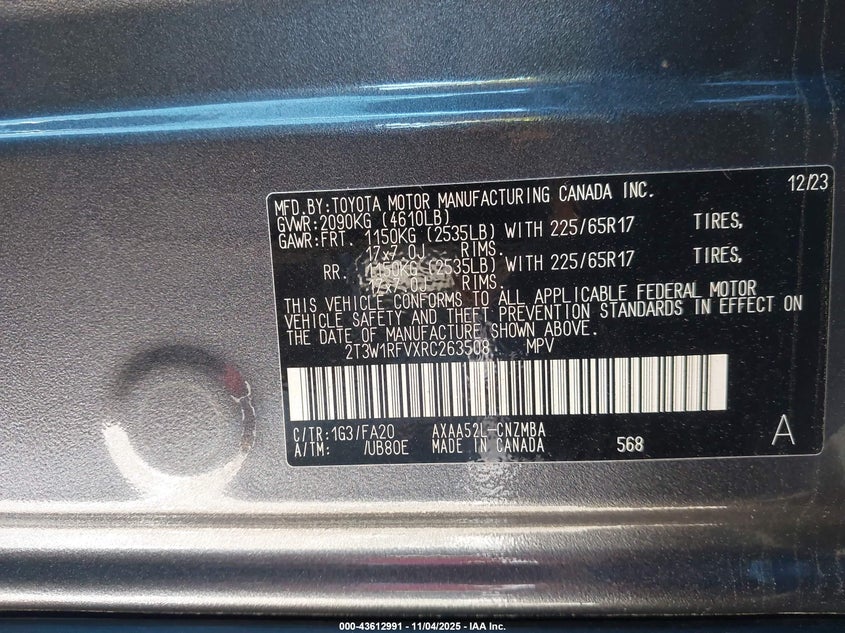 12/23
MFD.BY:TOYOTA MOTOR MANUFACTURING CANADA INC.
GVWR:2090KG (4610LB)
GAWR:FRT. 1150KG (2535LB) WITH 225/65R17 TIRES,
17x7.0J RIMS.
RR. 1150KG (2535LB) WITH 225/65R17 TIRES,
17x7.0J RIMS.
THIS VEHICLE CONFORMS TO ALL APPLICABLE FEDERAL MOTOR
VEHICLE SAFETY AND THEFT PREVENTION STANDARDS IN EFFECT ON
THE DATE OF MANUFACTURE SHOWN ABOVE.
2T3W1RFVXRC263508 MPV
C/TR:1G3/FA20 AXAA52L-CNZMBA
A/TM: /UB80E MADE IN CANADA 568 A
000-43612991 - 11/04/2025 - IAA Inc.